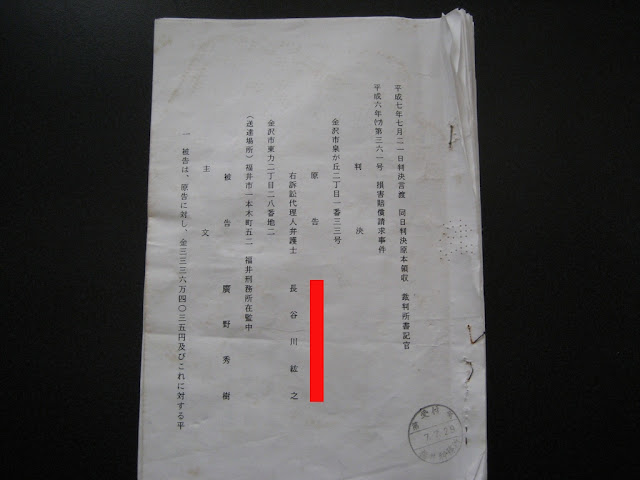 平成七年七月二一日判決言渡 同日判決原本領収 裁判所書記官
平成六年(ワ)第三六一号 損害賠償請求事件
判決
金沢市泉が丘二丁目一番三三号
原告
右訴訟代理人弁護士 長谷川紘之
金沢市東力二丁目二八番地二
(送達場所)福井市一本木町五二 福井刑務所在監中
被告 廣野秀樹
主文
一 被告は、原告に対し、金三三三六万四〇三五円及びこれに対する平
7.7.26